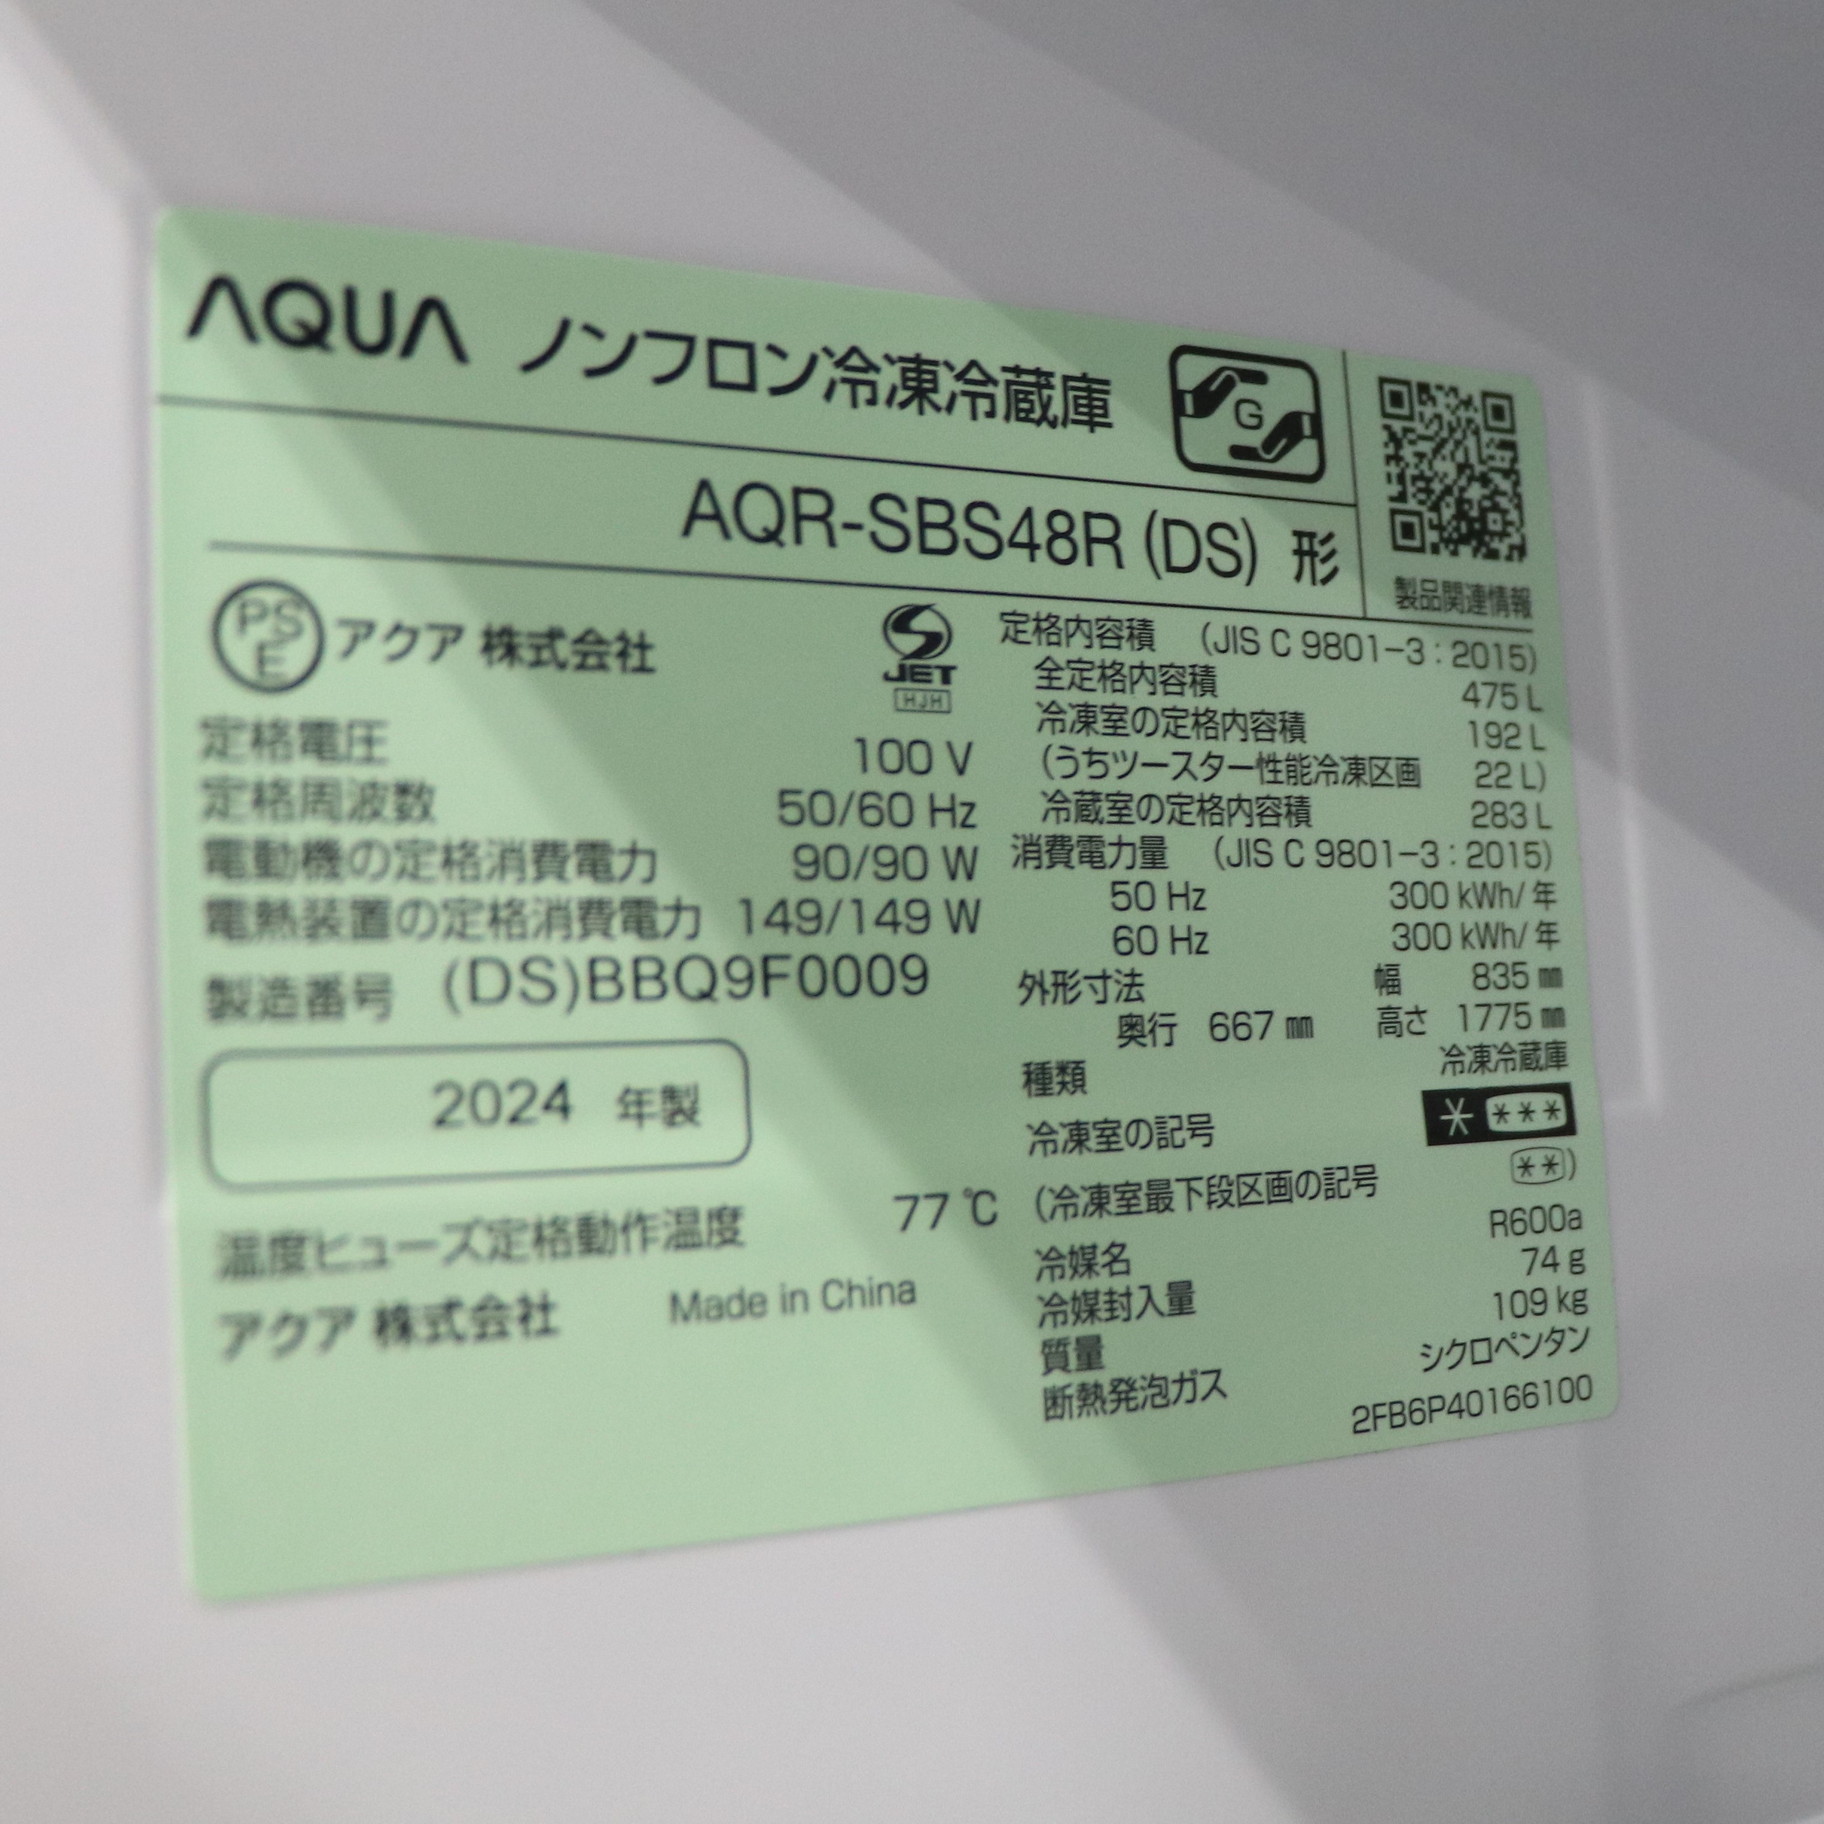 AQUA ノンフロン冷凍冷蔵庫
G
AQR-SBS48R (DS) 形
製品関連情報
PSE アクア 株式会社
JET
HJH
定格電圧 100 V
定格周波数 50/60 Hz
電動機の定格消費電力 90/90 W
電熱装置の定格消費電力 149/149 W
製造番号 (DS)BBQ9F0009
2024 年製
温度ヒューズ定格動作温度 77 ℃
アクア 株式会社 Made in China
定格内容積 (JIS C 9801-3:2015)
全定格内容積 475 L
冷凍室の定格内容積 192 L
(うちツースター性能冷凍区画 22 L)
冷蔵室の定格内容積 283 L
消費電力量 (JIS C 9801-3:2015)
50 Hz 300 kWh/年
60 Hz 300 kWh/年
外形寸法 幅 835 ㎜
奥行 667 ㎜ 高さ 1775 ㎜
種類 冷凍冷蔵庫
冷凍室の記号 * ***
(冷凍室最下段区画の記号 **)
冷媒名 R600a
冷媒封入量 74 g
質量 109 kg
断熱発泡ガス シクロペンタン
2FB6P40166100